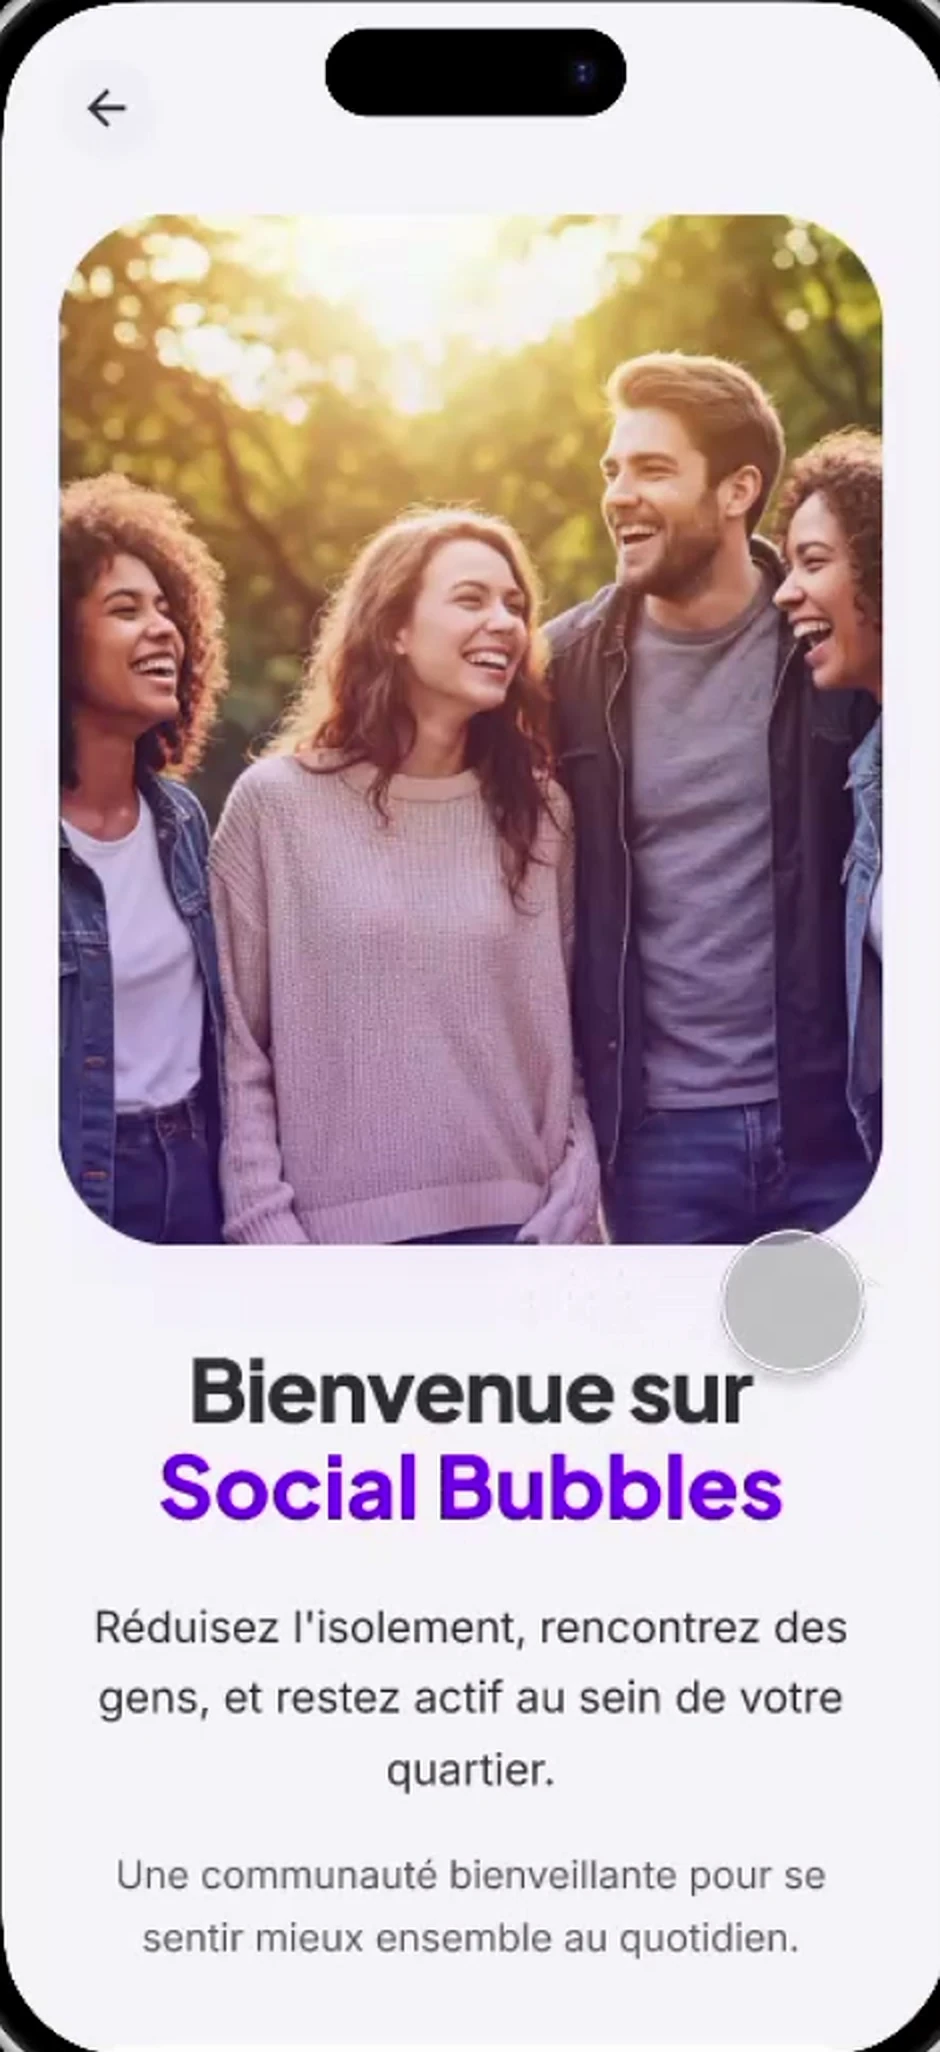 Bienvenue sur
Social Bubbles
Réduisez l'isolement, rencontrez des
gens, et restez actif au sein de votre
quartier.
Une communauté bienveillante pour se
sentir mieux ensemble au quotidien.